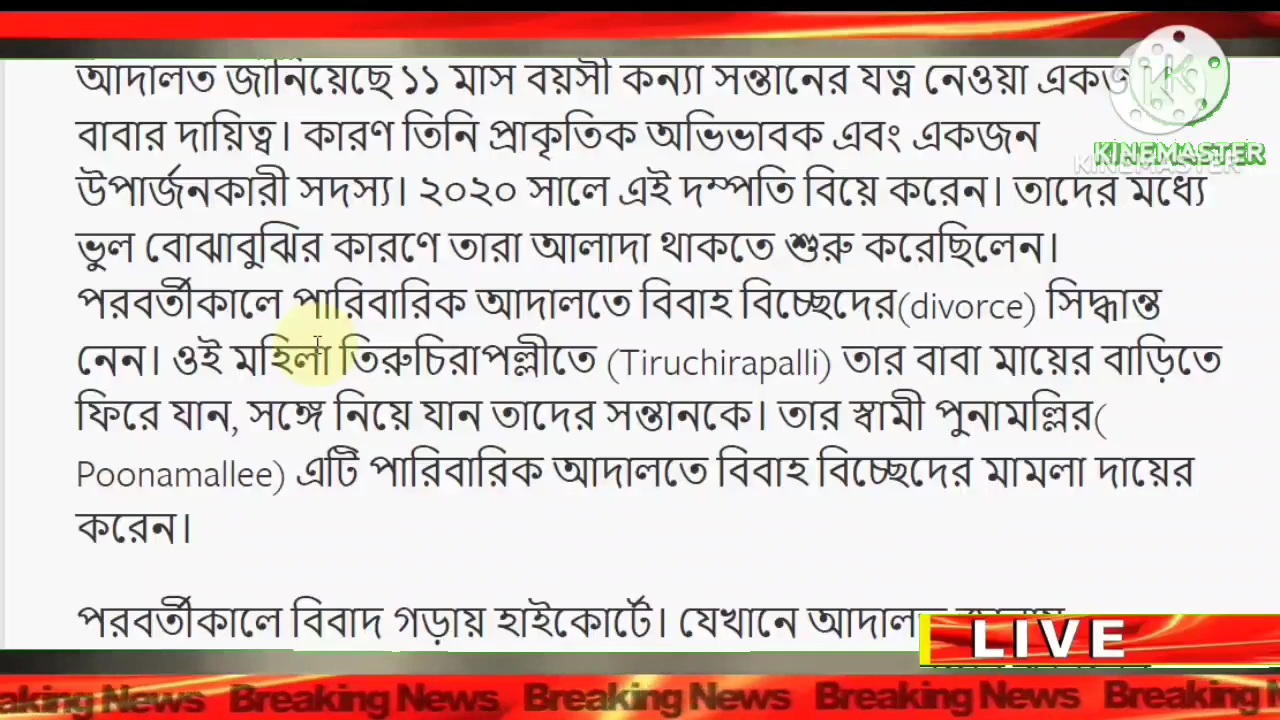 আদালত জানিয়েছে ১১ মাস বয়সী কন্যা সন্তানের যত্ন নেওয়া
বাবার দায়িত্ব। কারণ তিনি প্রাকৃতিক অভিভাবক এবং একজন
উপার্জনকারী সদস্য। ২০২০ সালে এই দম্পতি বিয়ে করেন। তাদের মধ্যে
ভুল বোঝাবুঝির কারণে তারা আলাদা থাকতে শুরু করেছিলেন।
পরবর্তীকালে পারিবারিক আদালতে বিবাহ বিচ্ছেদের(divorce) সিদ্ধান্ত
নেন। ওই মহিলা তিরুচিরাপল্লীতে (Tiruchirapalli) তার বাবা মায়ের বাড়িতে
ফিরে যান, সঙ্গে নিয়ে যান তাদের সন্তানকে। তার স্বামী পুনামল্লির(
Poonamallee) এটি পারিবারিক আদালতে বিবাহ বিচ্ছেদের মামলা দায়ের
করেন।
পরবর্তীকালে বিবাদ গড়ায় হাইকোর্টে। যেখানে
KINEMASTER
KINEMASTER
LIVE
aking News Breaking News Breaking News Breaking News Breaking N